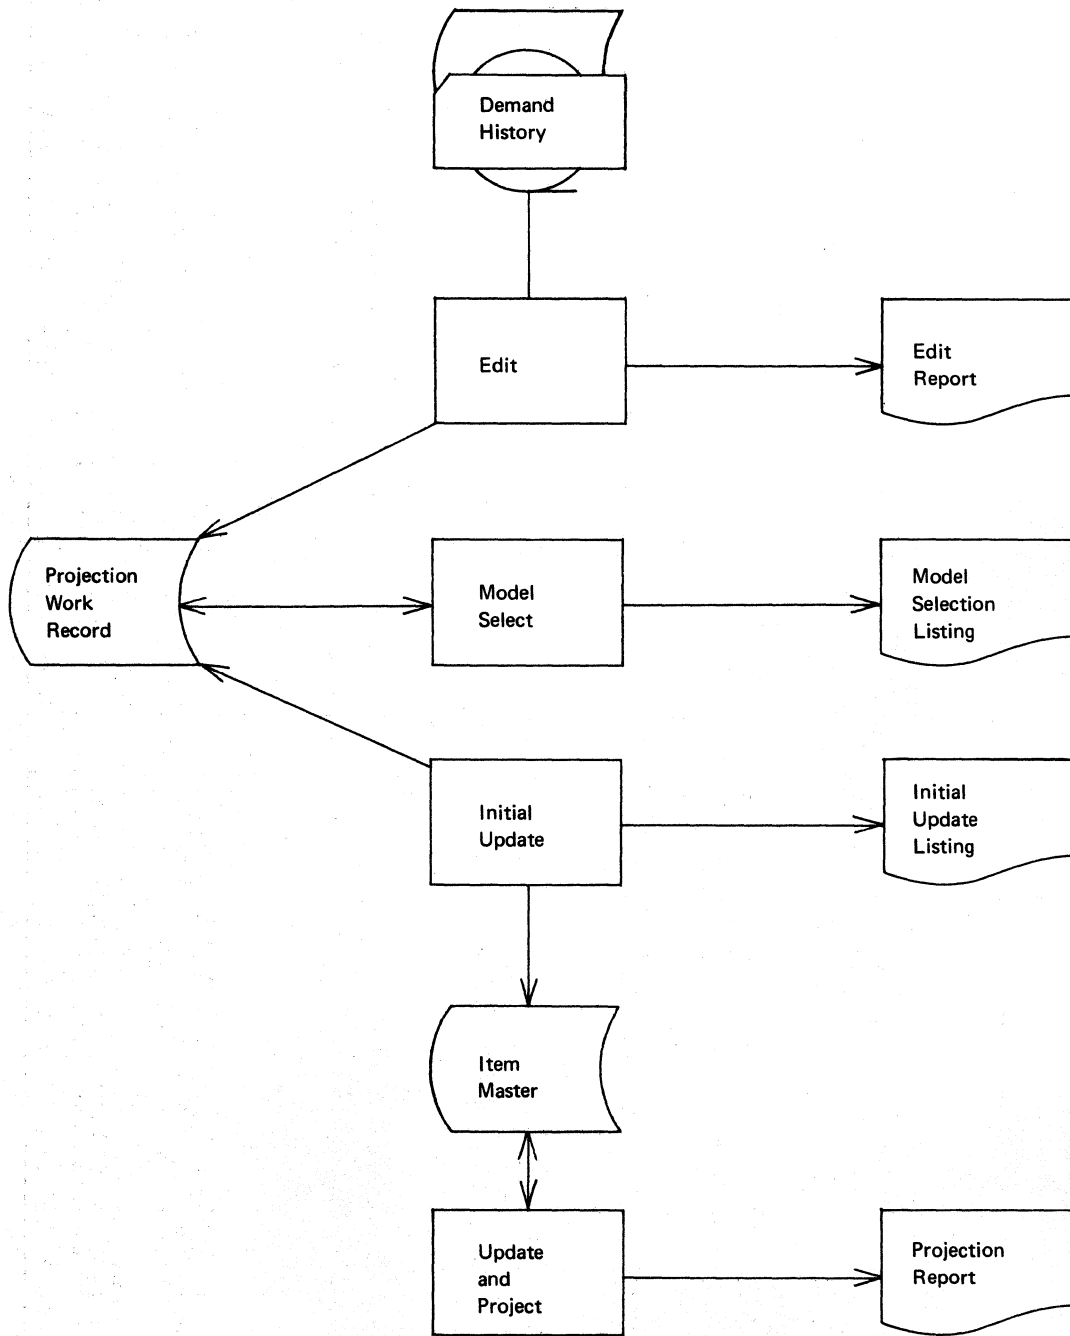 Demand
History
Edit
Edit
Report
Projection
Work
Record
Model
Select
Model
Selection
Listing
Initial
Update
Initial
Update
Listing
Item
Master
Update
and
Project
Projection
Report